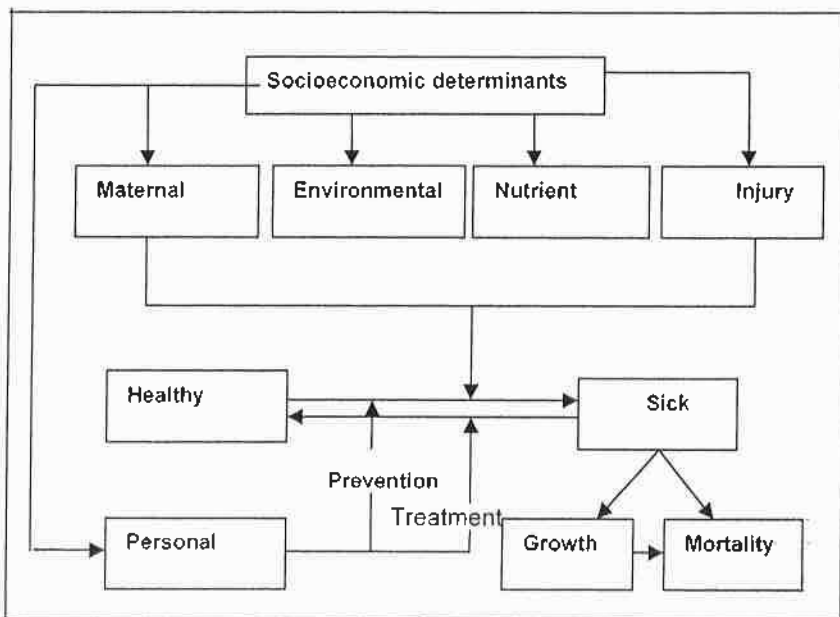 Socioeconomic determinants
Maternal
Environmental
Nutrient
Injury
Healthy
Sick
Prevention
Treatment
Personal
Growth
Mortality